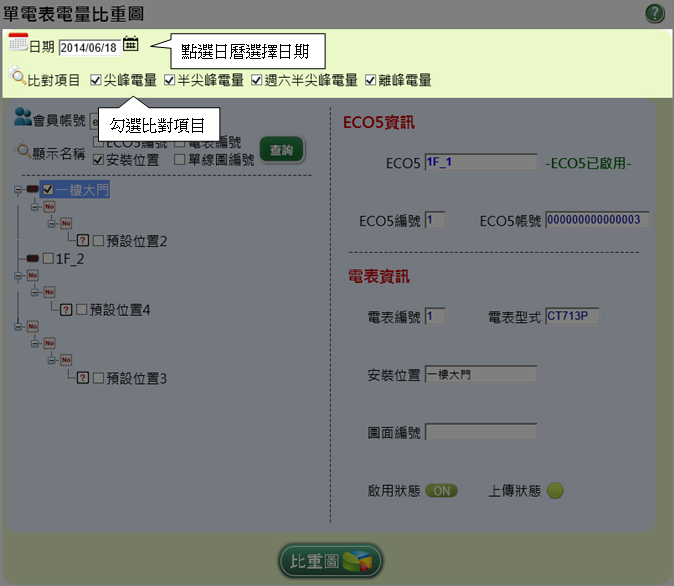 單電表電量比重圖
?
日期 2014/06/18
點選日曆選擇日期
比對項目 尖峰電量 半尖峰電量 週六半尖峰電量 離峰電量
勾選比對項目
會員帳號 e
顯示名稱 ECO5編號 電表編號
安裝位置 單線圖編號
查詢
一樓大門
No
No
? 預設位置2
1F_2
No
No
? 預設位置4
No
No
No
? 預設位置3
ECO5資訊
ECO5 1F_1 -ECO5已啟用-
ECO5編號 1 ECO5帳號 000000000000003
電表資訊
電表編號 1 電表型式 CT713P
安裝位置 一樓大門
圖面編號
啟用狀態 ON 上傳狀態
比重圖